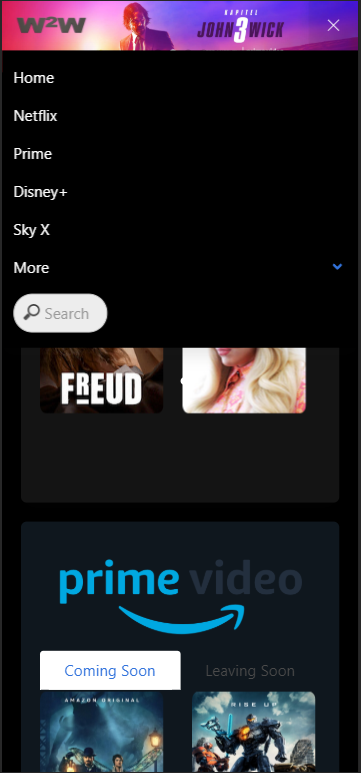 W2W
KAPITEL
JOHN 3 WICK
Home
Netflix
Prime
Disney+
Sky X
More
Search
FREUD
prime video
Coming Soon
Leaving Soon
AMAZON ORIGINAL
RISE UP